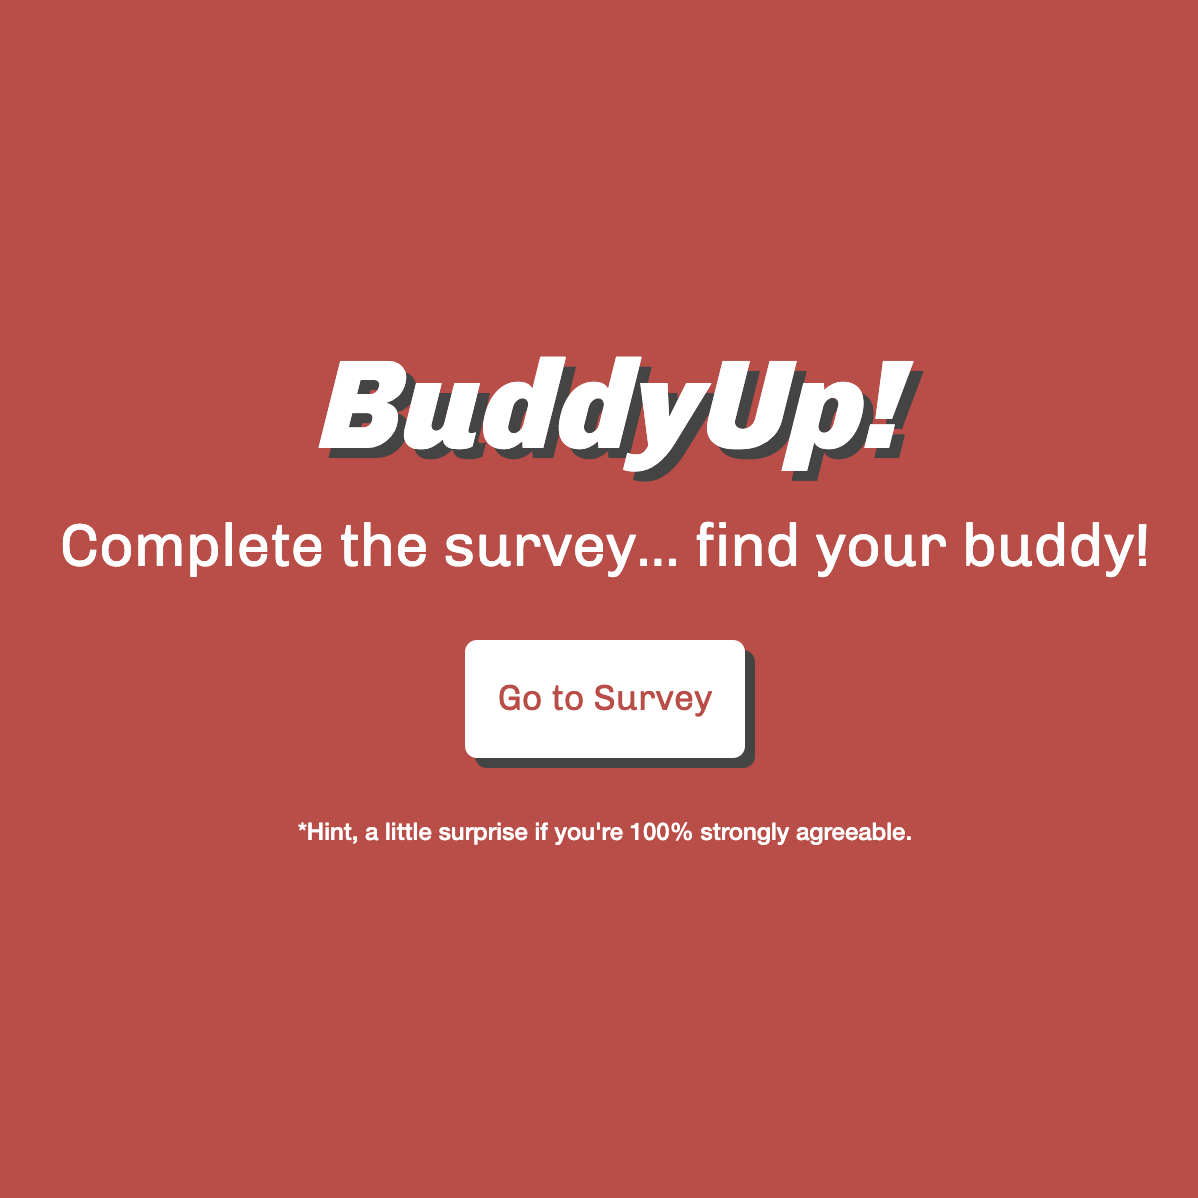 BuddyUp!
Complete the survey... find your buddy!
Go to Survey
*Hint, a little surprise if you're 100% strongly agreeable.